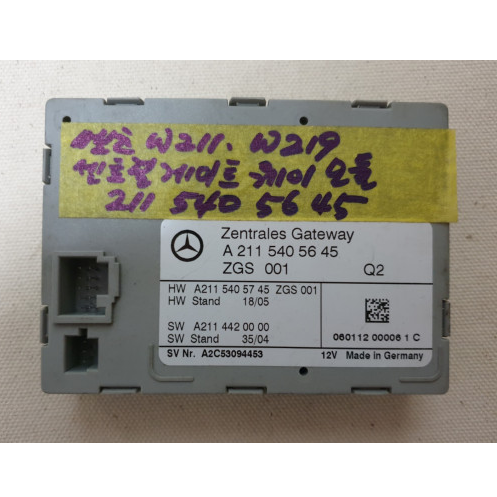 벤츠 W211. W219
센트럴게이트 웨이 모듈
211 540 56 45
Zentrales Gateway
A 211 540 56 45
ZGS 001 Q2
HW A211 540 57 45 ZGS 001
HW Stand 18/05
SW A211 442 00 00
SW Stand 35/04
060112 00006 1 C
SV Nr. A2C53094453 12V Made in Germany